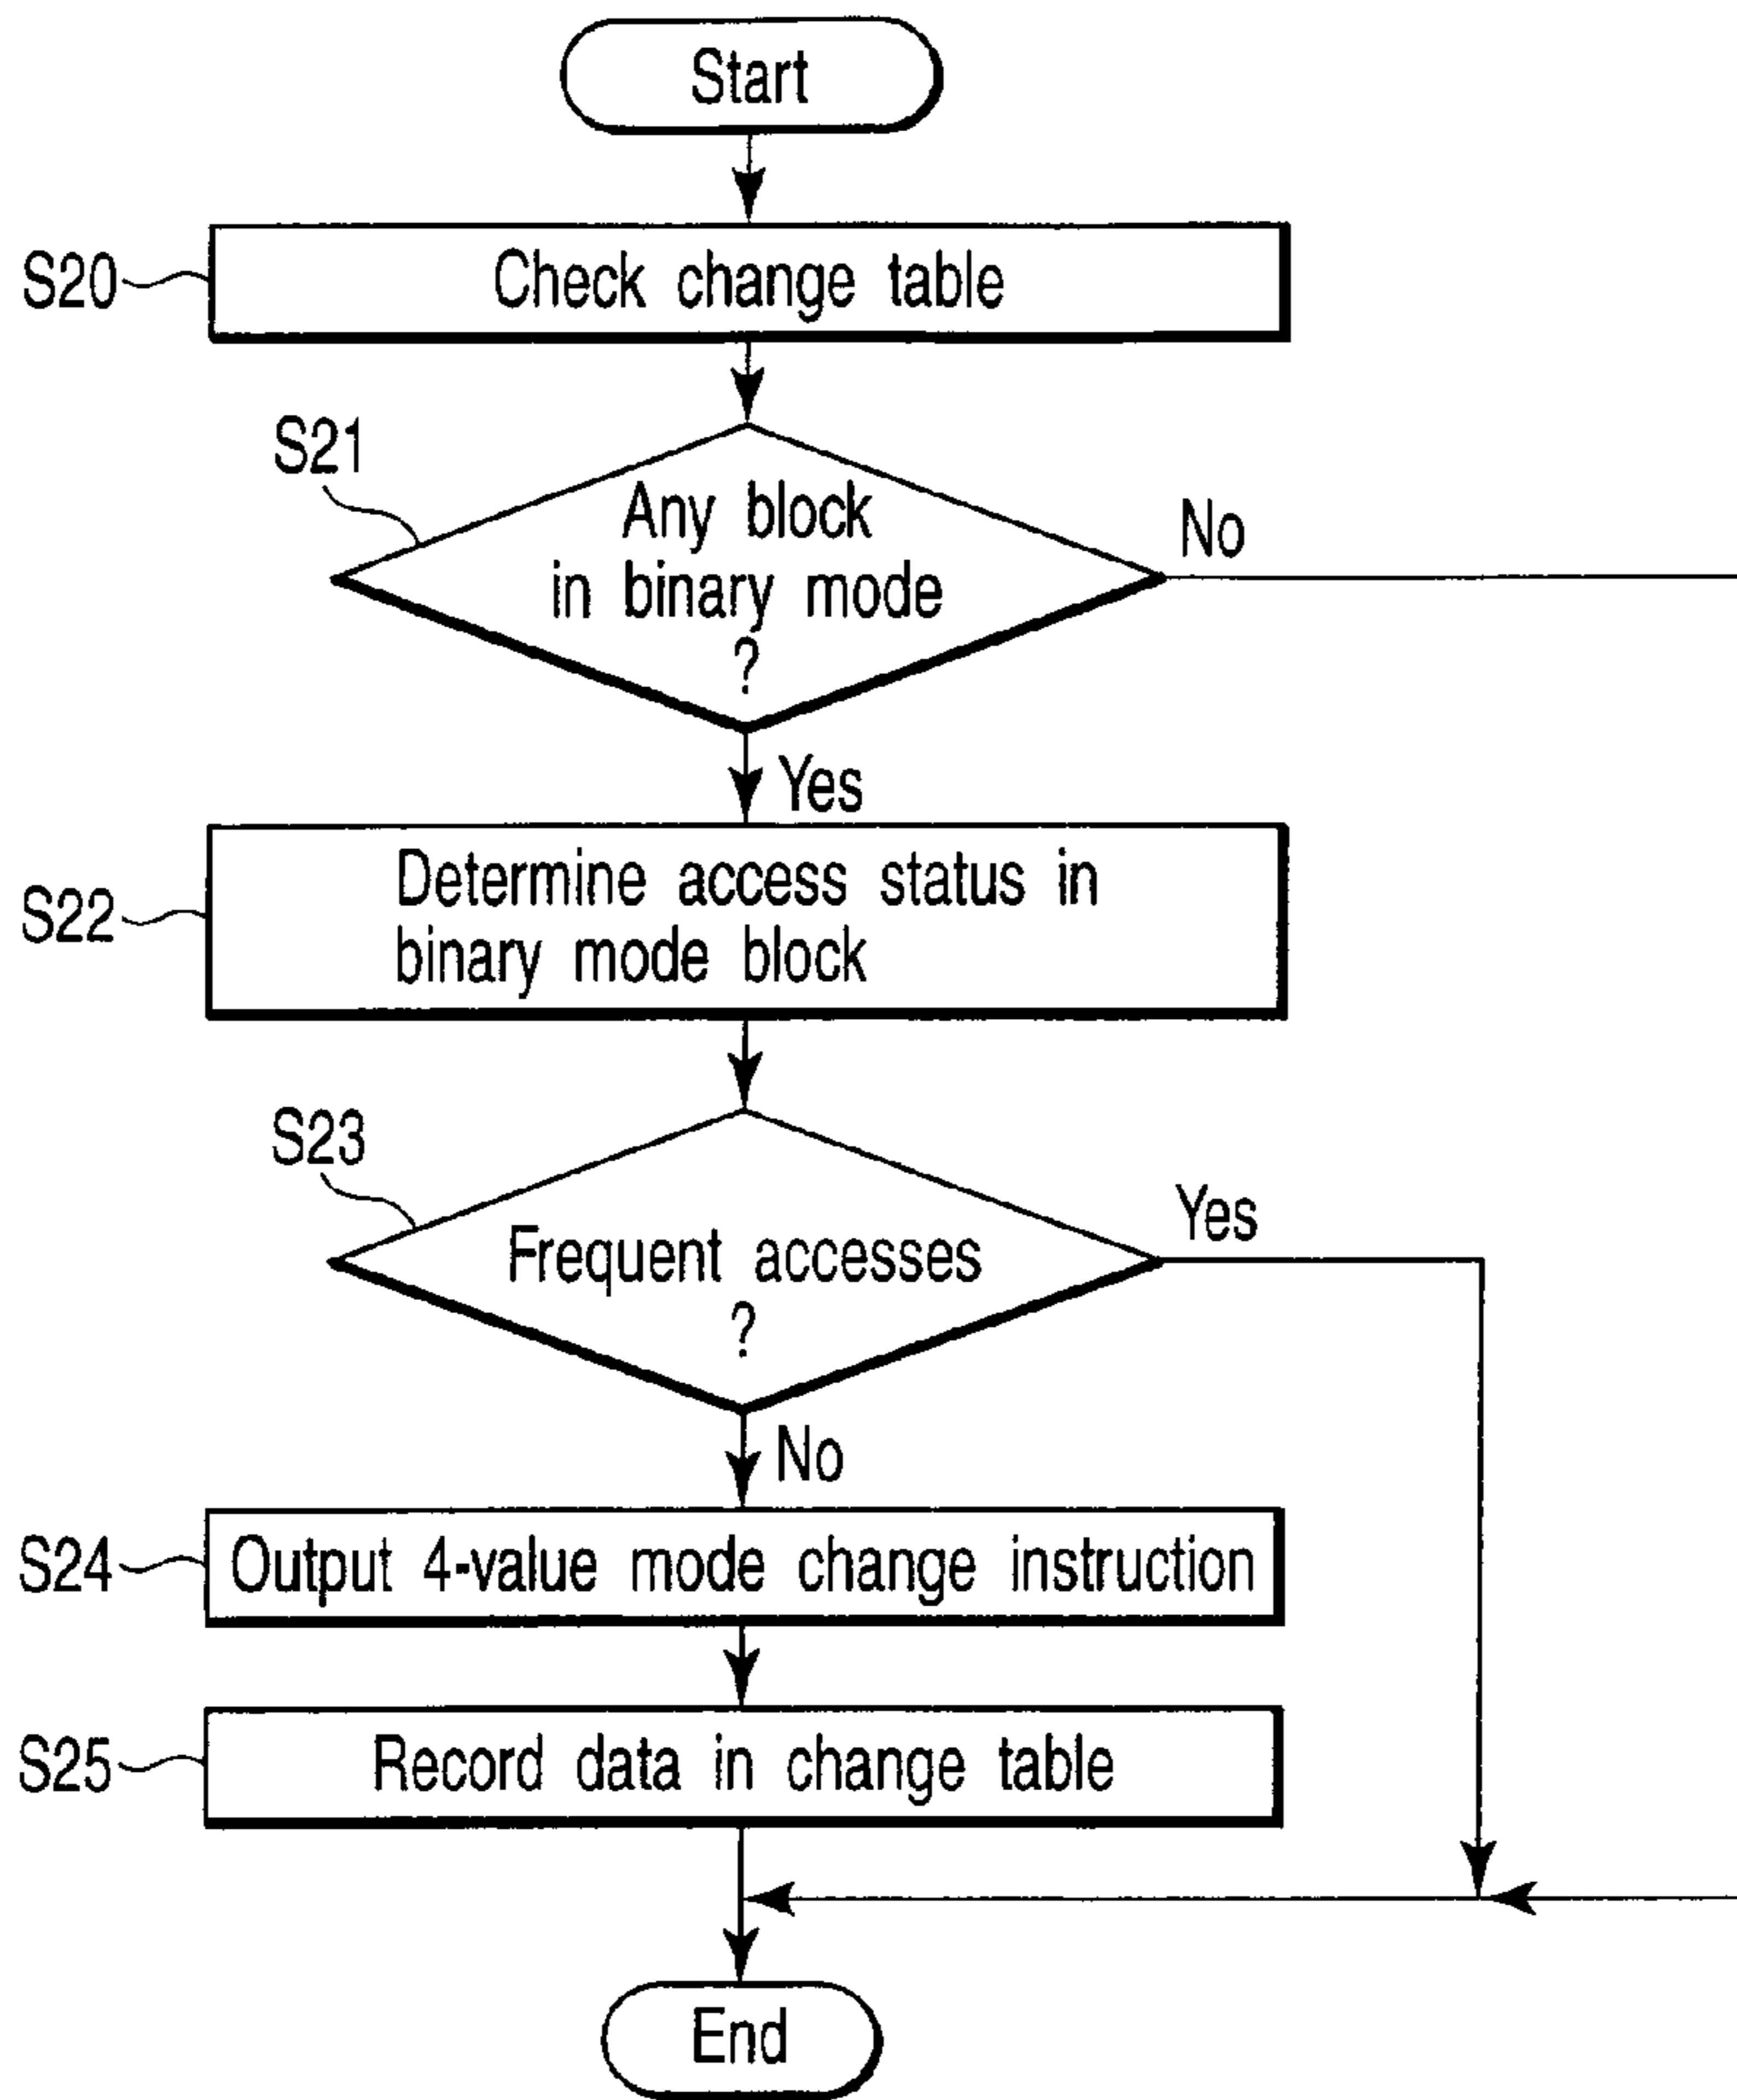 Start
S20
Check change table
S21
Any block
in binary mode
?
No
Yes
S22
Determine access status in
binary mode block
S23
Frequent accesses
?
Yes
No
S24
Output 4-value mode change instruction
S25
Record data in change table
End